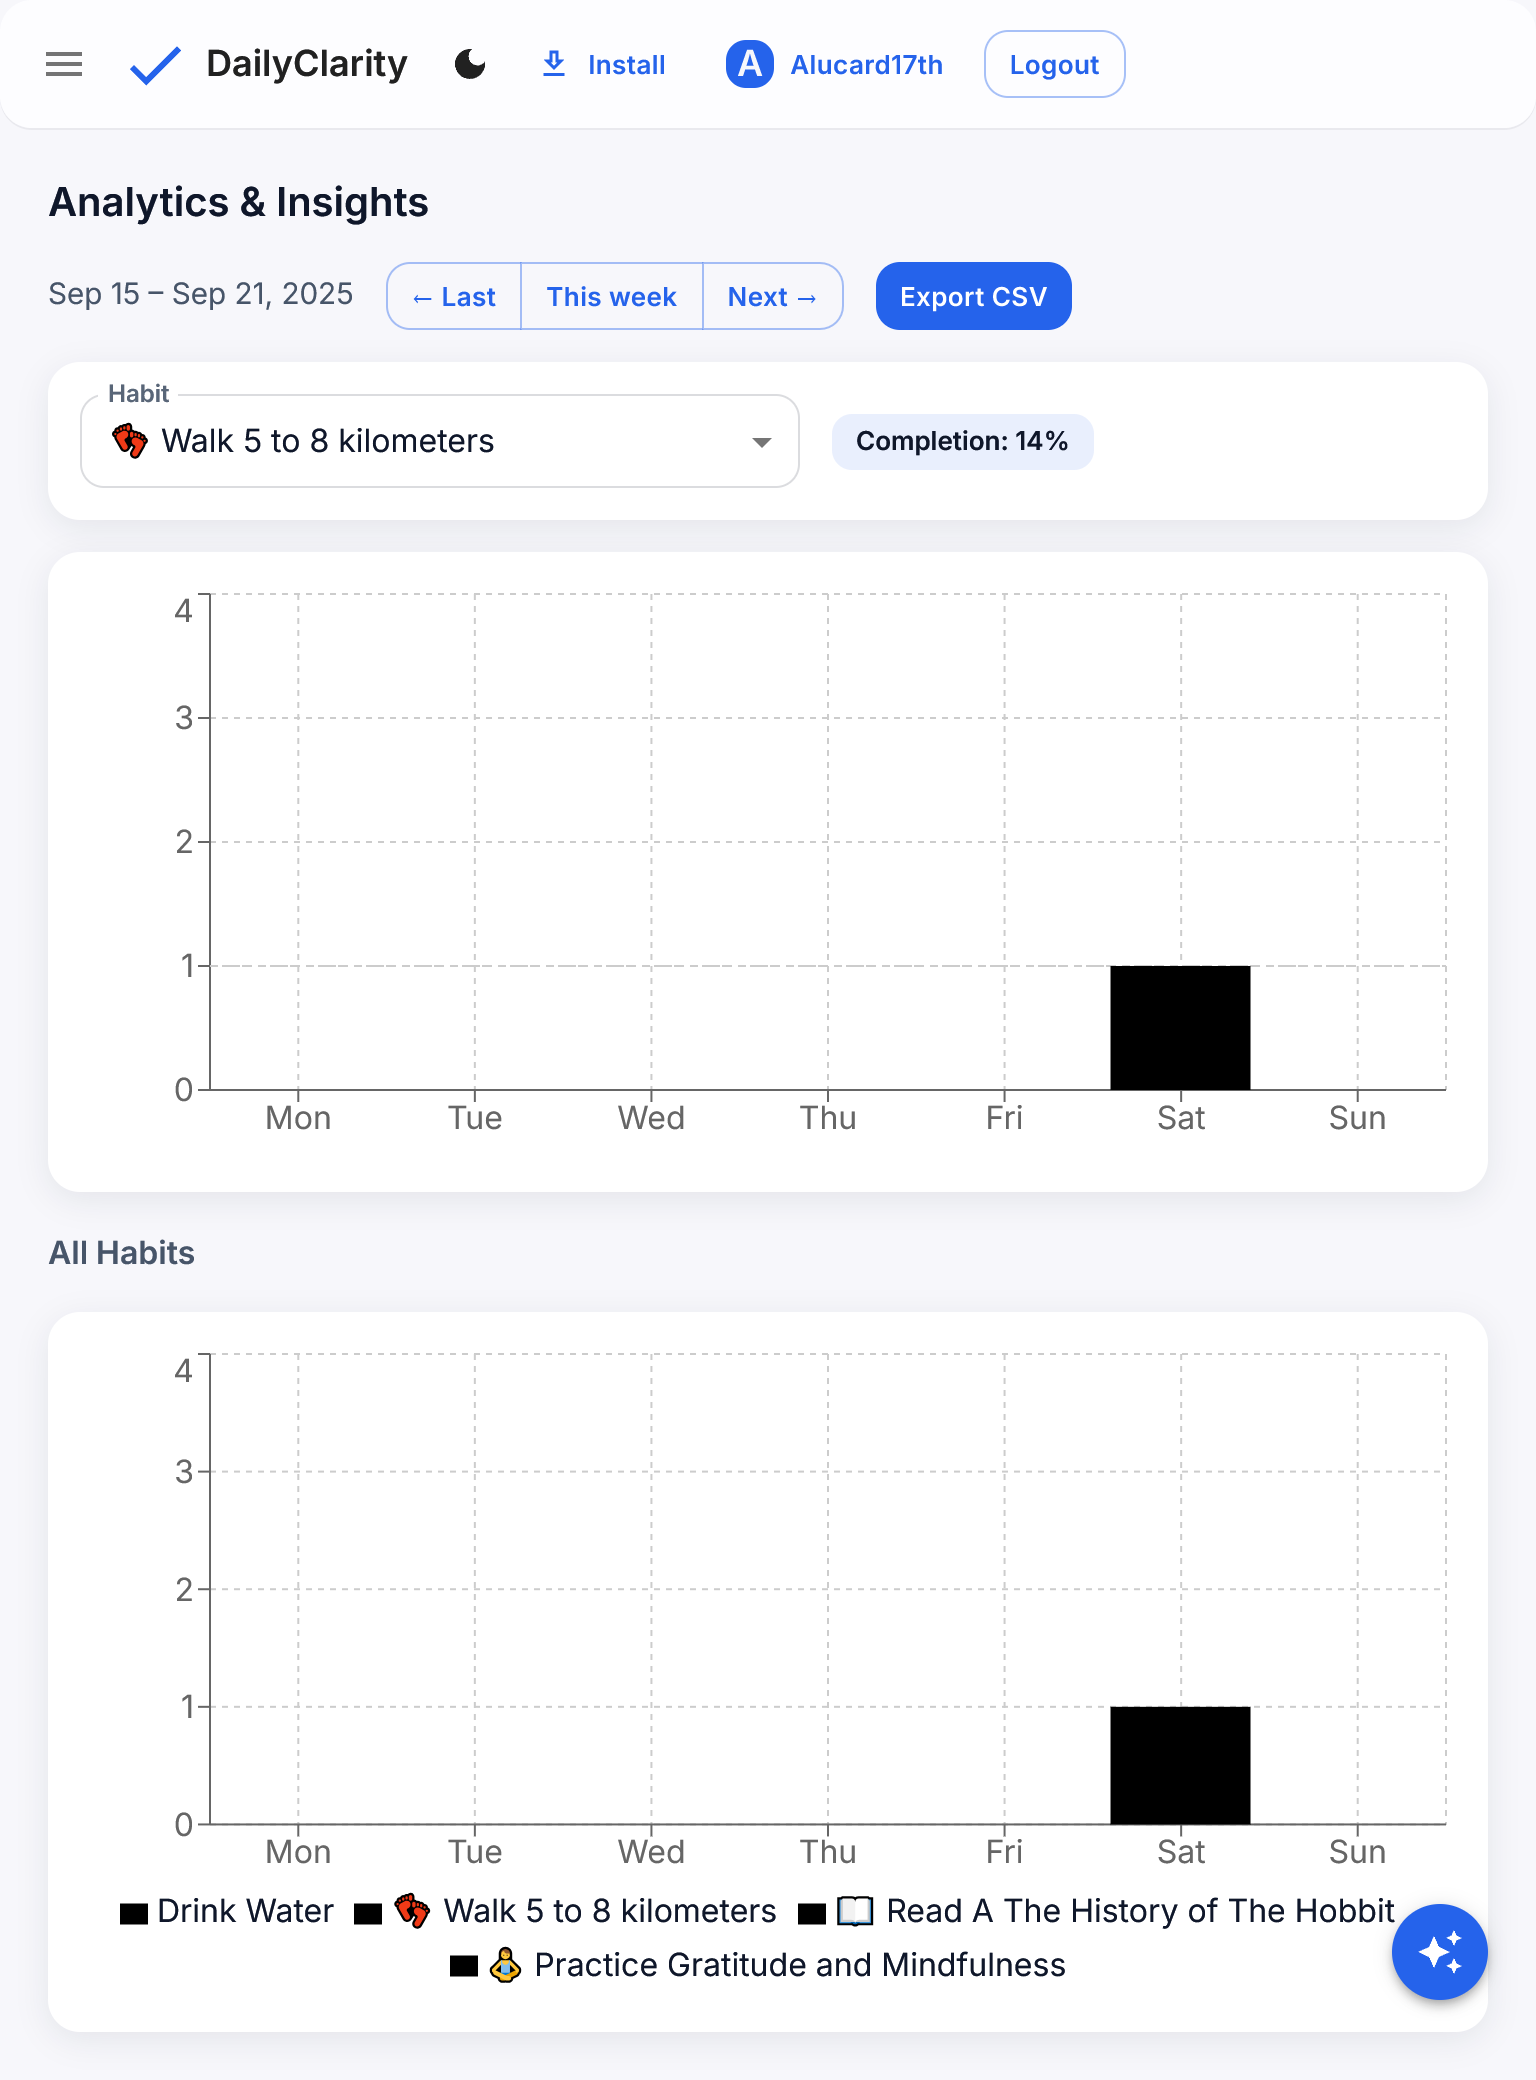 DailyClarity Install A Alucard17th Logout
Analytics & Insights
Sep 15 – Sep 21, 2025 ← Last This week Next → Export CSV
Habit
👣 Walk 5 to 8 kilometers Completion: 14%
4
3
2
1
0
Mon Tue Wed Thu Fri Sat Sun
All Habits
4
3
2
1
0
Mon Tue Wed Thu Fri Sat Sun
Drink Water 👣 Walk 5 to 8 kilometers 📖 Read A The History of The Hobbit
🧘 Practice Gratitude and Mindfulness